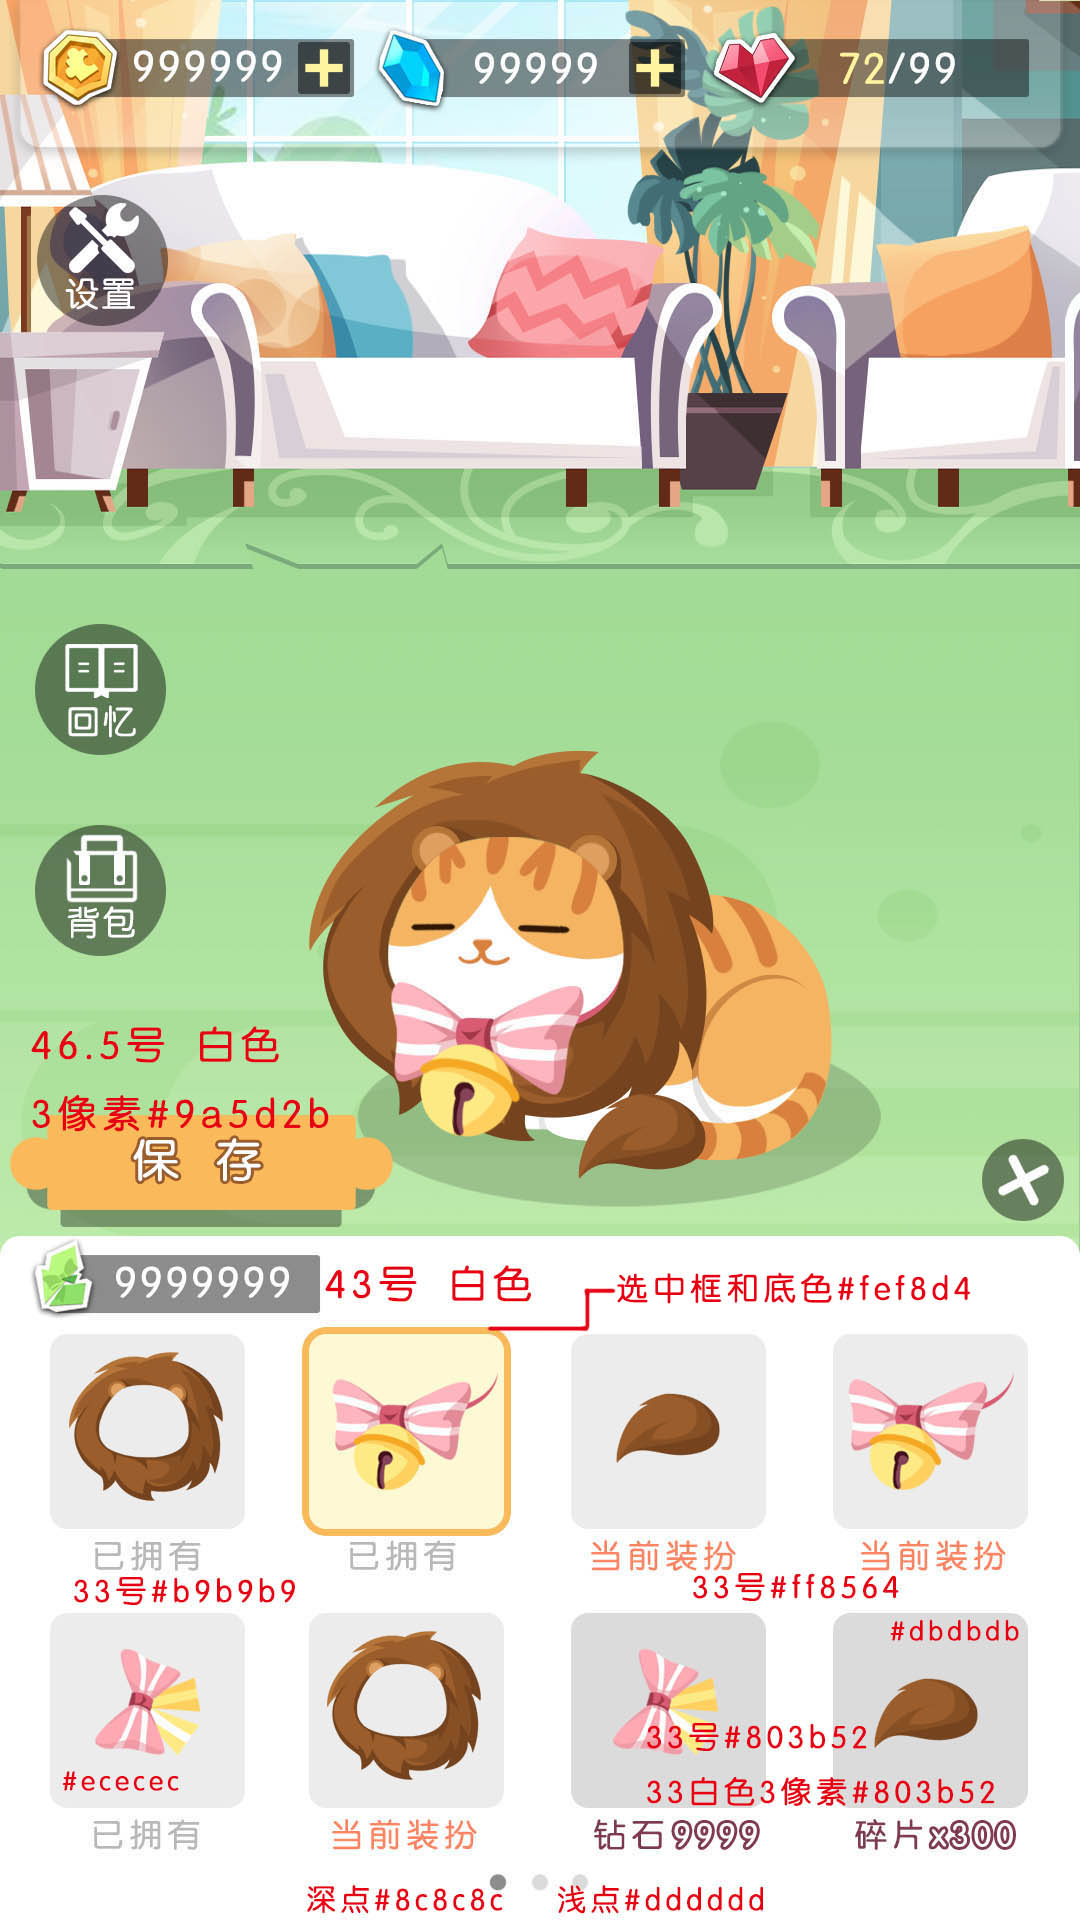 999999
99999
72/99
设置
回忆
背包
46.5号 白色
3像素#9a5d2b
保 存
9999999
43号 白色
选中框和底色#fef8d4
已拥有
已拥有
当前装扮
当前装扮
33号#b9b9b9
33号#ff8564
#dbdbdb
33号#803b52
#ececec
33白色3像素#803b52
已拥有
当前装扮
钻石9999
碎片x300
深点#8c8c8c
浅点#dddddd